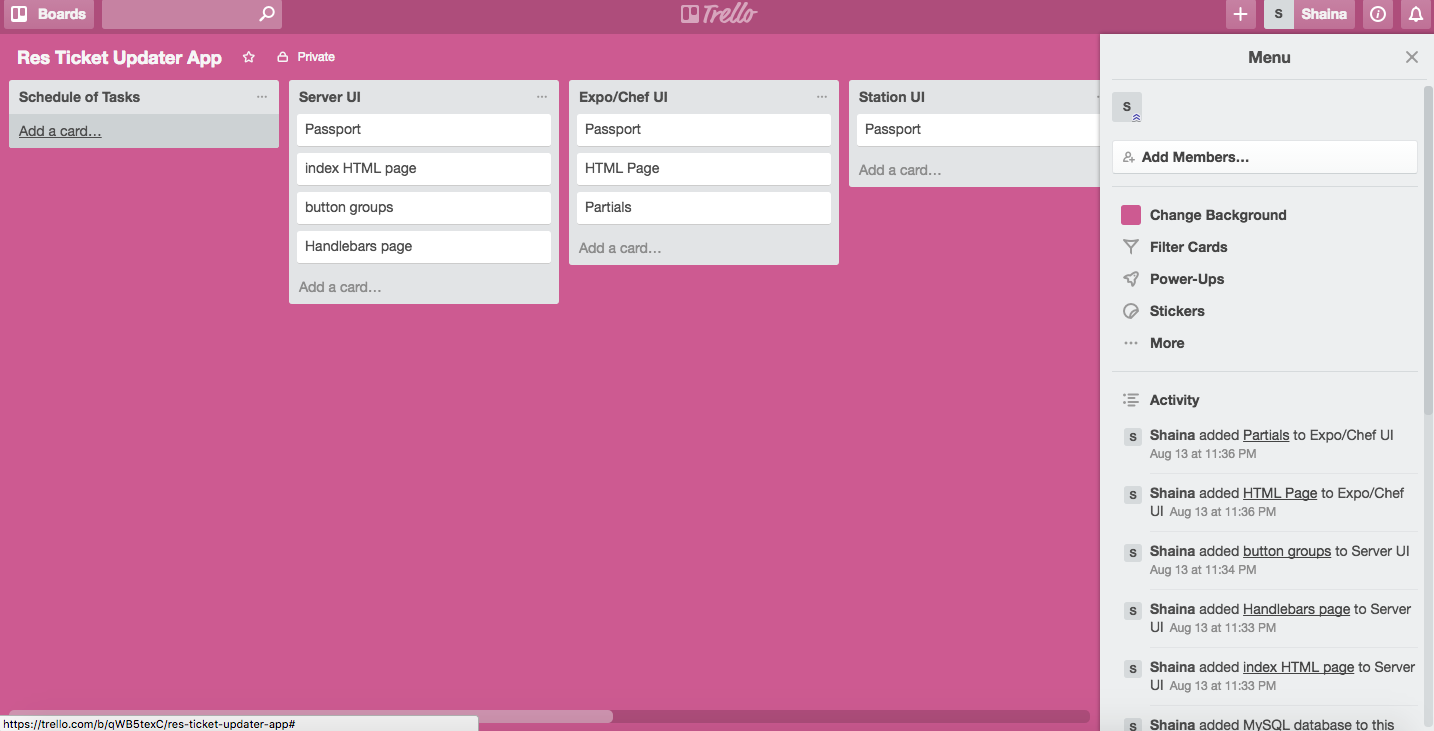 Boards
Trello
S
Shaina
Res Ticket Updater App
Private
Schedule of Tasks
Add a card…
Server UI
Passport
index HTML page
button groups
Handlebars page
Add a card…
Expo/Chef UI
Passport
HTML Page
Partials
Add a card…
Station UI
Passport
Add a card…
Menu
S
Add Members…
Change Background
Filter Cards
Power-Ups
Stickers
More
Activity
S
Shaina added Partials to Expo/Chef UI
Aug 13 at 11:36 PM
S
Shaina added HTML Page to Expo/Chef
UI Aug 13 at 11:36 PM
S
Shaina added button groups to Server UI
Aug 13 at 11:34 PM
S
Shaina added Handlebars page to Server
UI Aug 13 at 11:33 PM
S
Shaina added index HTML page to Server
UI Aug 13 at 11:33 PM
S
Shaina added MySQL database to this
https://trello.com/b/qWB5texC/res-ticket-updater-app#